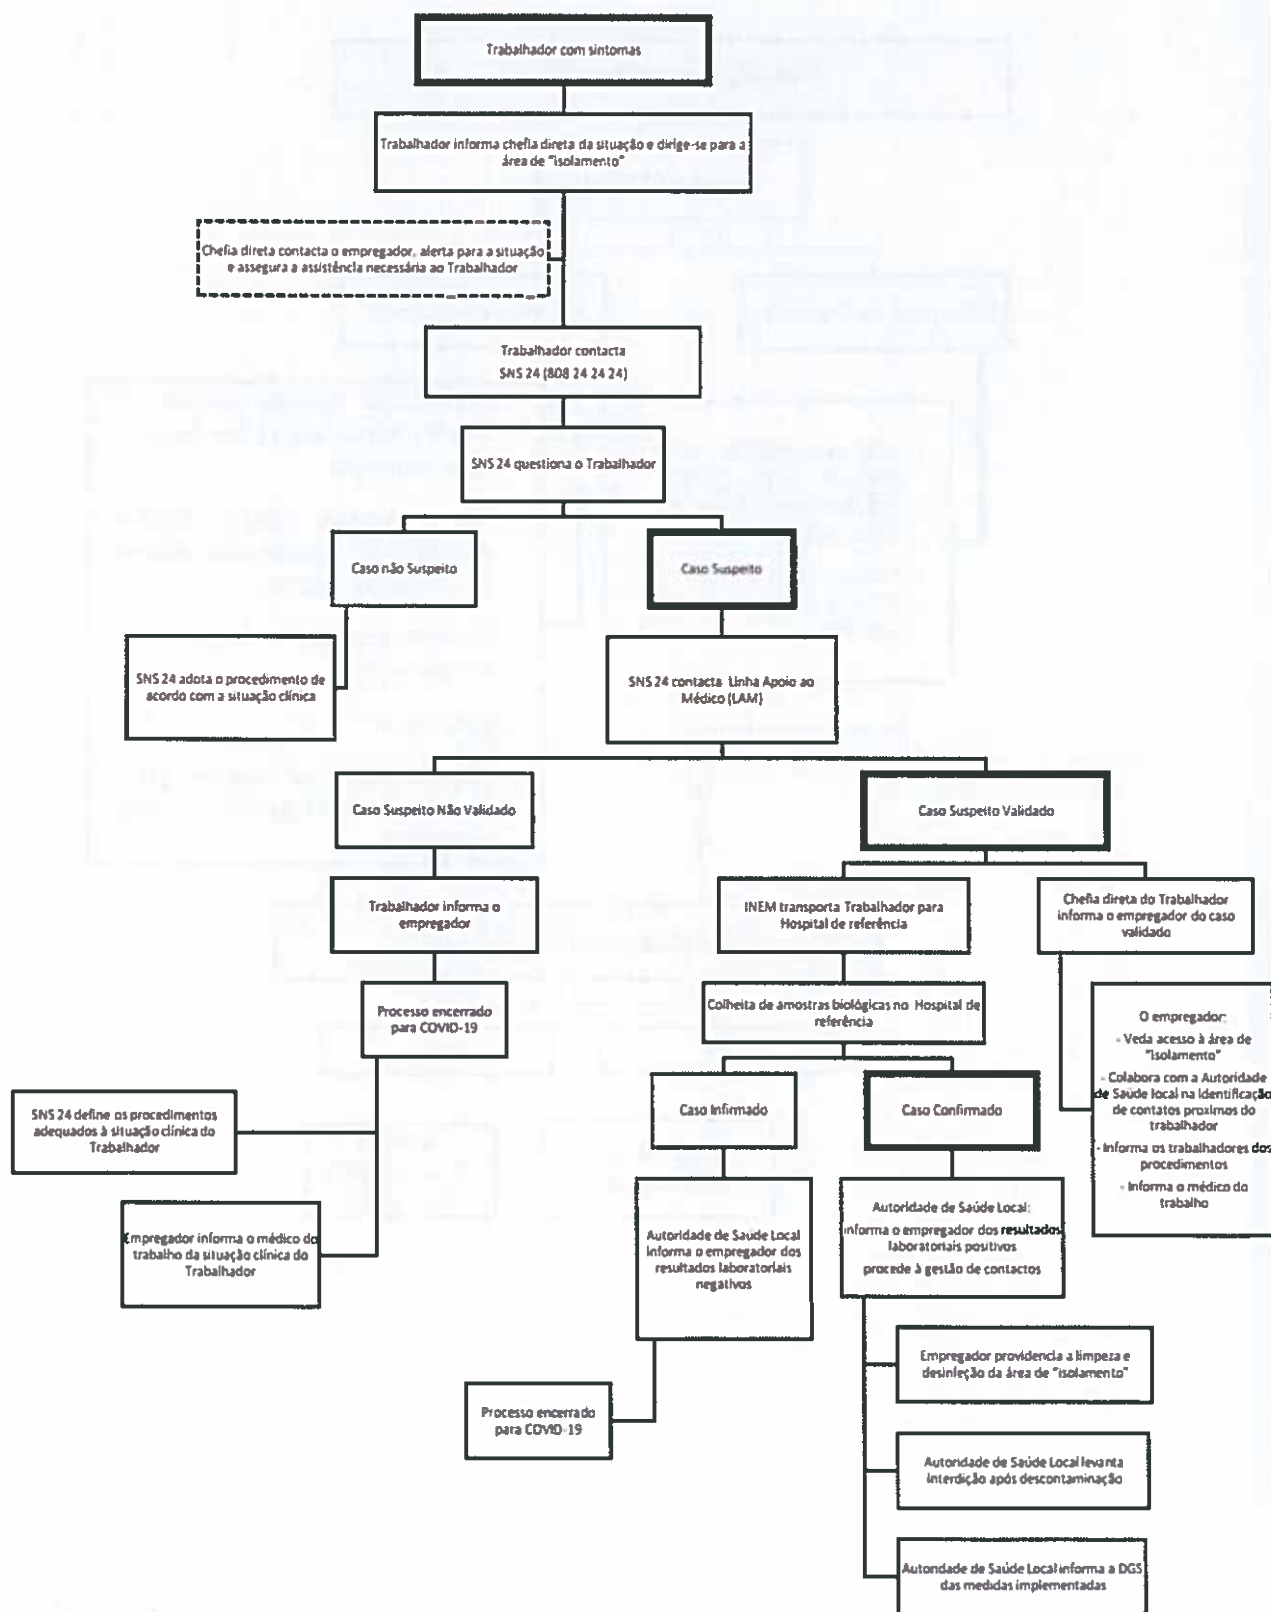 Trabalhador com sintomas
Trabalhador informa chefia direta da situação e dirige-se para a
área de "isolamento"
Chefia direta contacta o empregador, alerta para a situação
e assegura a assistência necessária ao Trabalhador
Trabalhador contacta
SNS 24 (808 24 24 24)
SNS 24 questiona o Trabalhador
Caso não Suspeito
Caso Suspeito
SNS 24 adota o procedimento de
acordo com a situação clínica
SNS 24 contacta Linha Apoio ao
Médico (LAM)
Caso Suspeito Não Validado
Caso Suspeito Validado
Trabalhador informa o
empregador
INEM transporta Trabalhador para
Hospital de referência
Chefia direta do Trabalhador
informa o empregador do caso
validado
Processo encerrado
para COVID-19
Colheita de amostras biológicas no Hospital de
referência
O empregador:
- Veda acesso à área de
"isolamento"
- Colabora com a Autoridade
de Saúde local na identificação
de contatos proximos do
trabalhador
- Informa os trabalhadores dos
procedimentos
- Informa o médico do
trabalho
SNS 24 define os procedimentos
adequados à situação clínica do
Trabalhador
Caso Infirmado
Caso Confirmado
Empregador informa o médico do
trabalho da situação clínica do
Trabalhador
Autoridade de Saúde Local
informa o empregador dos
resultados laboratoriais
negativos
Autoridade de Saúde Local:
informa o empregador dos resultados
laboratoriais positivos
procede à gestão de contactos
Processo encerrado
para COVID-19
Empregador providencia a limpeza e
desinfeção da área de "isolamento"
Autoridade de Saúde Local levanta
interdição após descontaminação
Autoridade de Saúde Local informa a DGS
das medidas implementadas